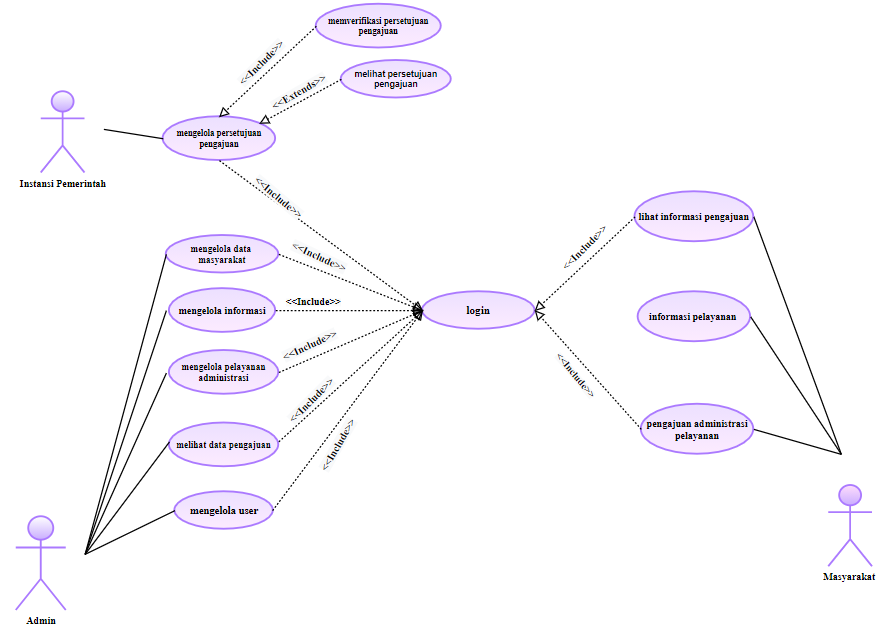 memverifikasi persetujuan
pengajuan
<<Include>>
melihat persetujuan
pengajuan
<<Extends>>
mengelola persetujuan
pengajuan
Instansi Pemerintah
<<Include>>
lihat informasi pengajuan
<<Include>>
mengelola data
masyarakat
<<Include>>
mengelola informasi
<<Include>>
login
informasi pelayanan
mengelola pelayanan
administrasi
<<Include>>
<<Include>>
pengajuan administrasi
pelayanan
melihat data pengajuan
<<Include>>
mengelola user
<<Include>>
Masyarakat
Admin